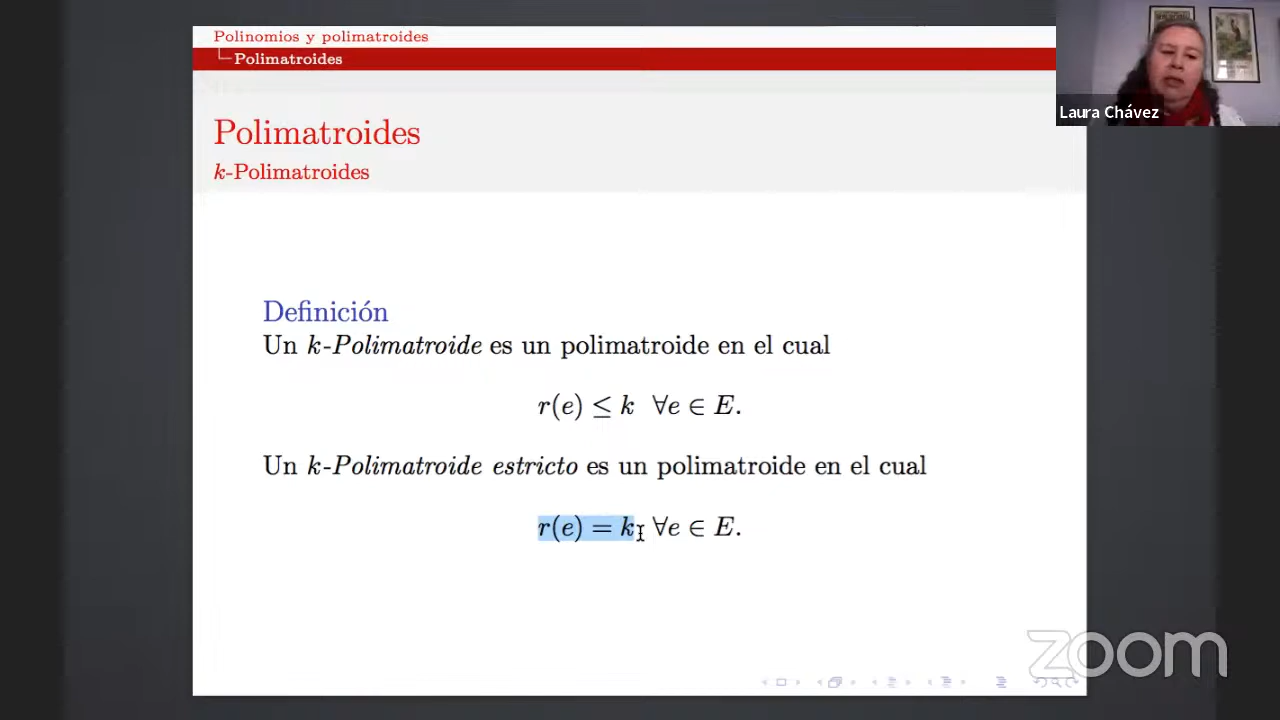 Polinomios y polimatroides
Polimatroides
Laura Chávez
Polimatroides
k-Polimatroides
Definición
Un k-Polimatroide es un polimatroide en el cual
r(e) ≤ k ∀e ∈ E.
Un k-Polimatroide estricto es un polimatroide en el cual
r(e) = k ∀e ∈ E.
zoom